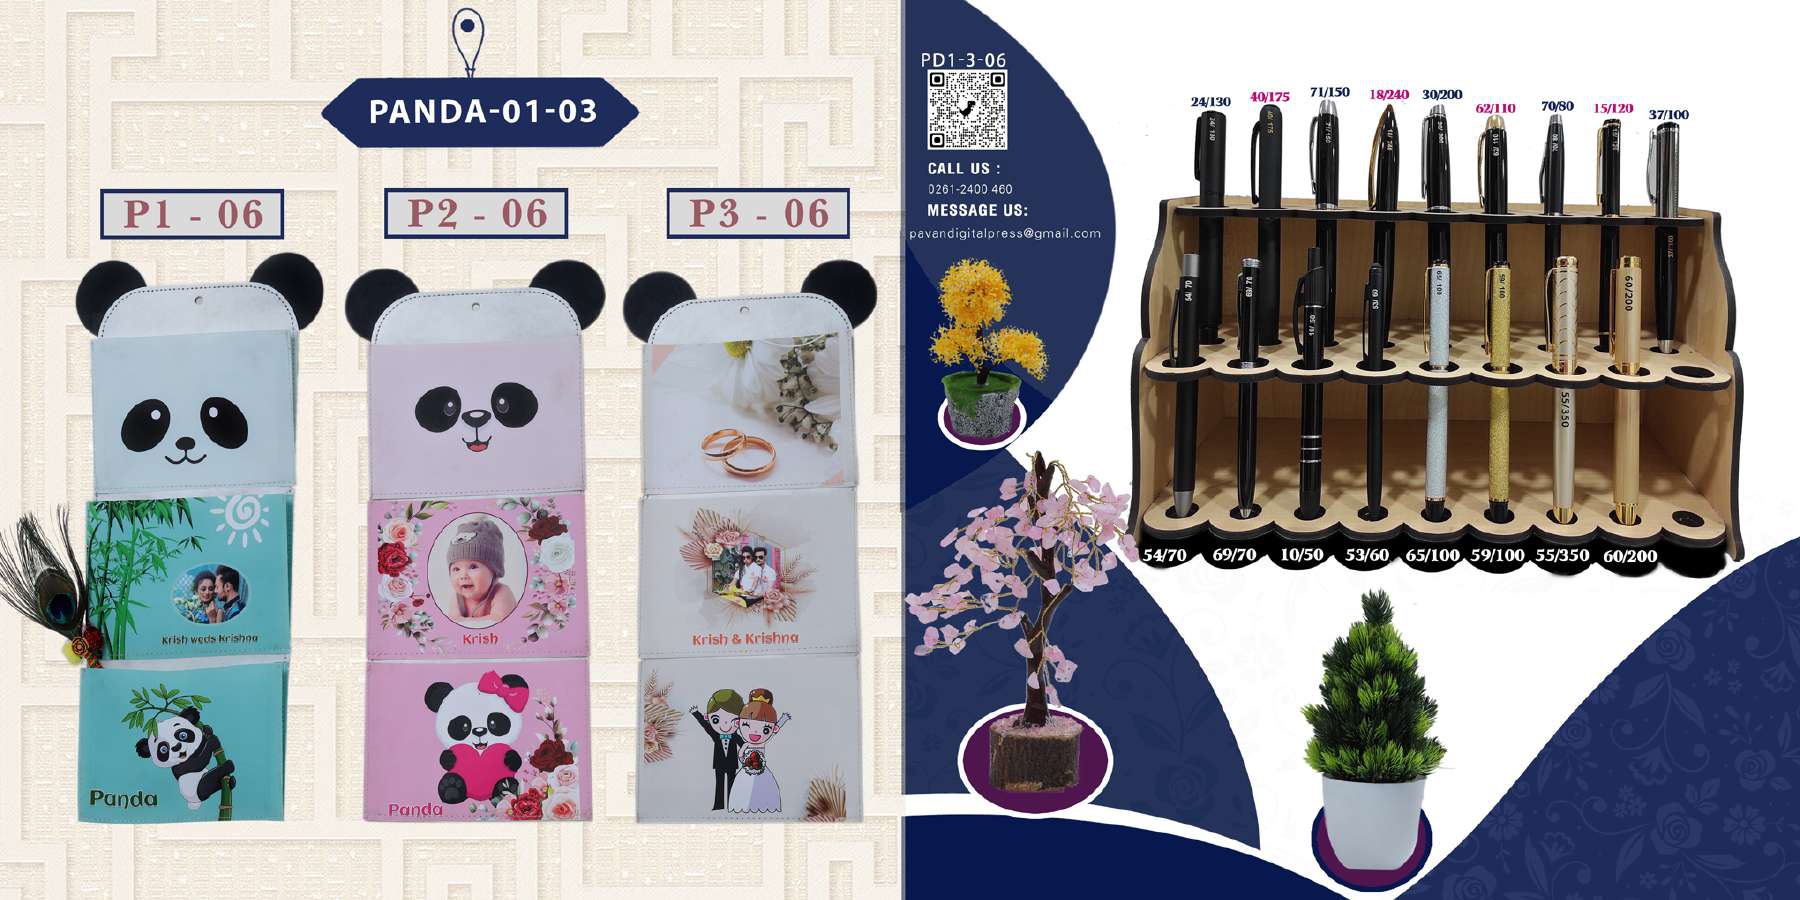 PANDA-01-03
P1 - 06
P2 - 06
P3 - 06
Krish weds Krishna
Panda
Krish
Panda
Krish & Krishna
PD1-3-06
CALL US :
0261-2400 460
MESSAGE US:
pavandigitalpress@gmail.com
24/130
40/175
71/150
18/240
30/200
62/110
70/80
15/120
37/100
54/70
69/70
10/50
53/60
65/100
59/100
55/350
60/200
24/ 130
60/200
55/350